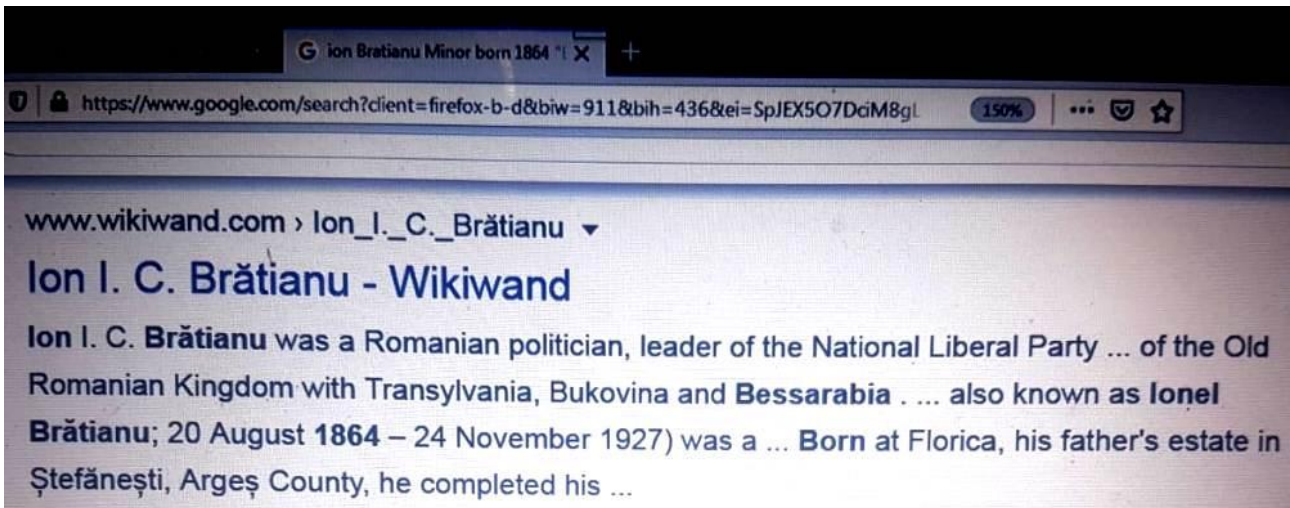 G ion Bratianu Minor born 1864 "
https://www.google.com/search?client=firefox-b-d&biw=911&bih=436&ei=SpJEX5O7DciM8gL
150%
www.wikiwand.com › Ion_I._C._Brătianu
Ion I. C. Brătianu - Wikiwand
Ion I. C. Brătianu was a Romanian politician, leader of the National Liberal Party ... of the Old
Romanian Kingdom with Transylvania, Bukovina and Bessarabia . ... also known as Ionel
Brătianu; 20 August 1864 – 24 November 1927) was a ... Born at Florica, his father's estate in
Ștefănești, Argeș County, he completed his ...